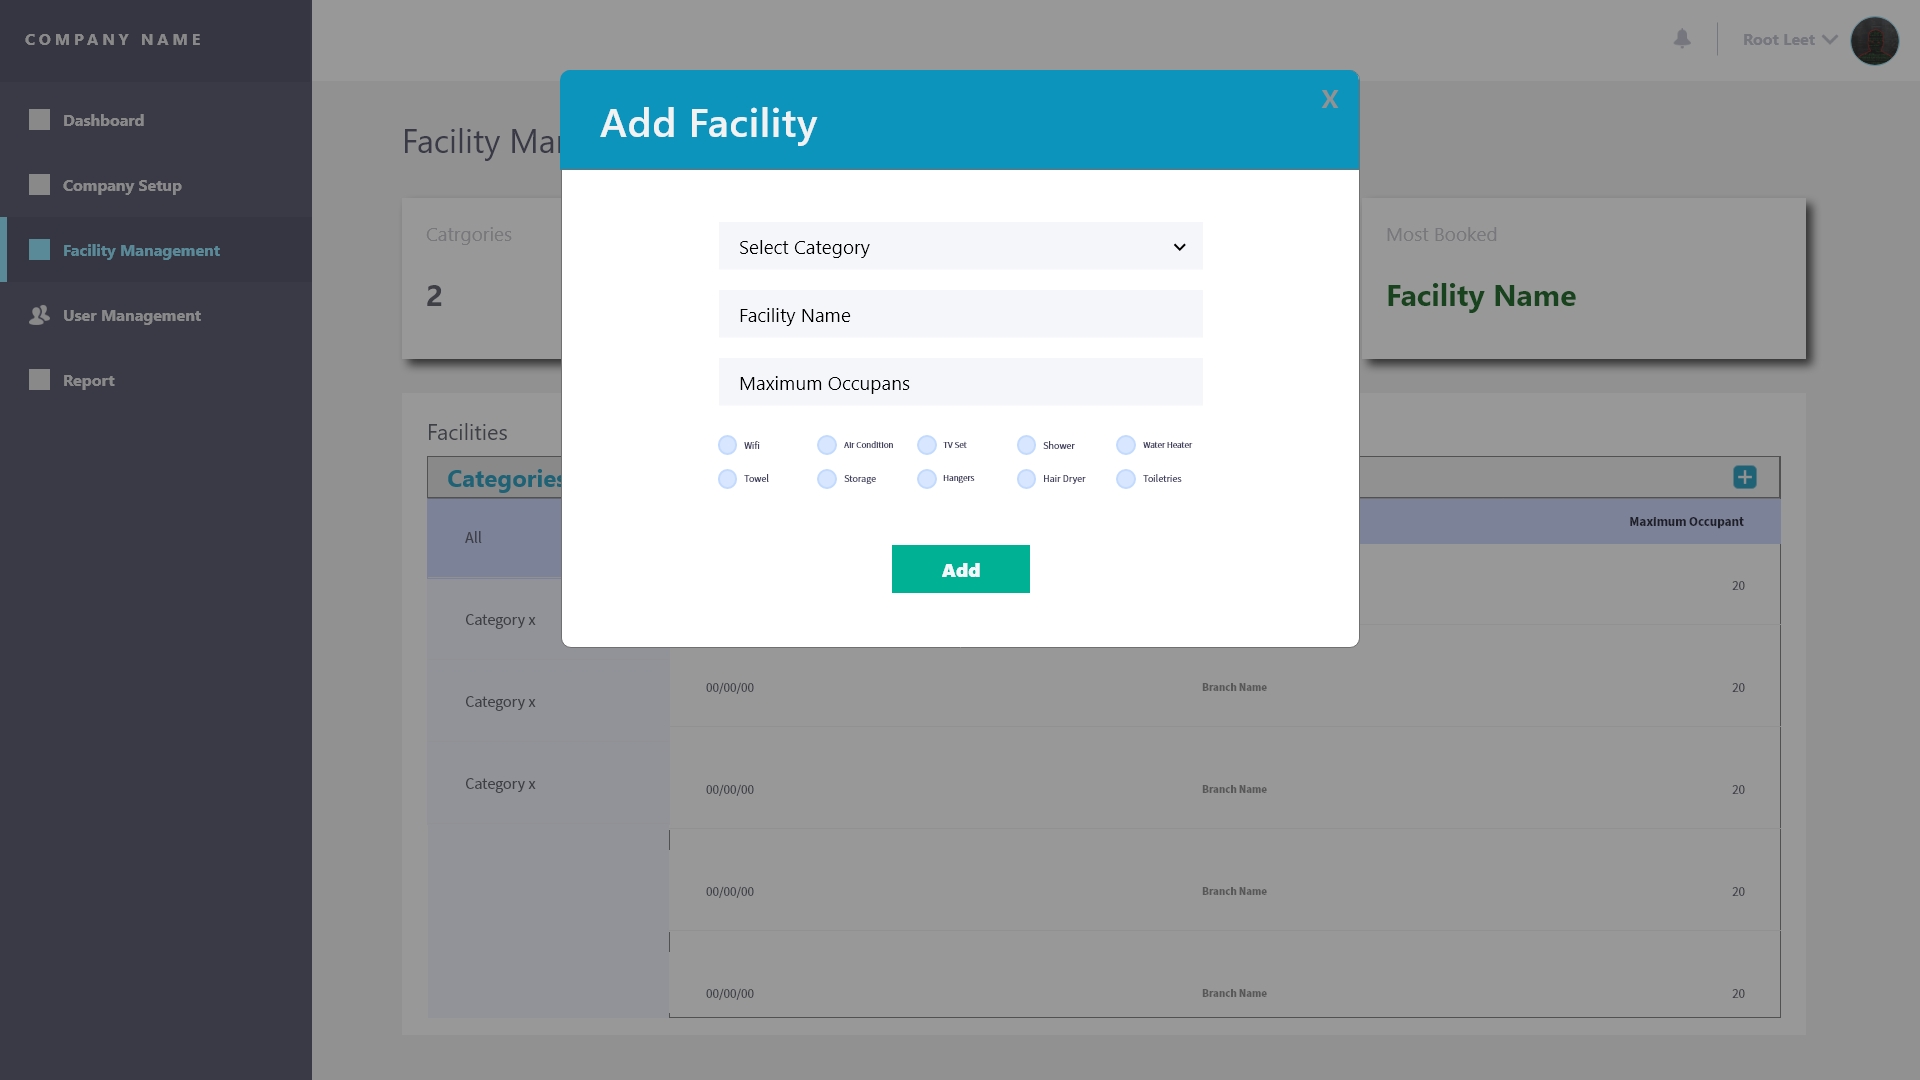 COMPANY NAME
Root Leet
Dashboard
Company Setup
Facility Management
User Management
Report
Facility Ma
Catrgories
2
Most Booked
Facility Name
Add Facility
X
Select Category
Facility Name
Maximum Occupans
Wifi
Air Condition
TV Set
Shower
Water Heater
Towel
Storage
Hangers
Hair Dryer
Toiletries
Add
Facilities
Categories
Maximum Occupant
All
20
Category x
00/00/00
Branch Name
20
Category x
Category x
00/00/00
Branch Name
20
00/00/00
Branch Name
20
00/00/00
Branch Name
20